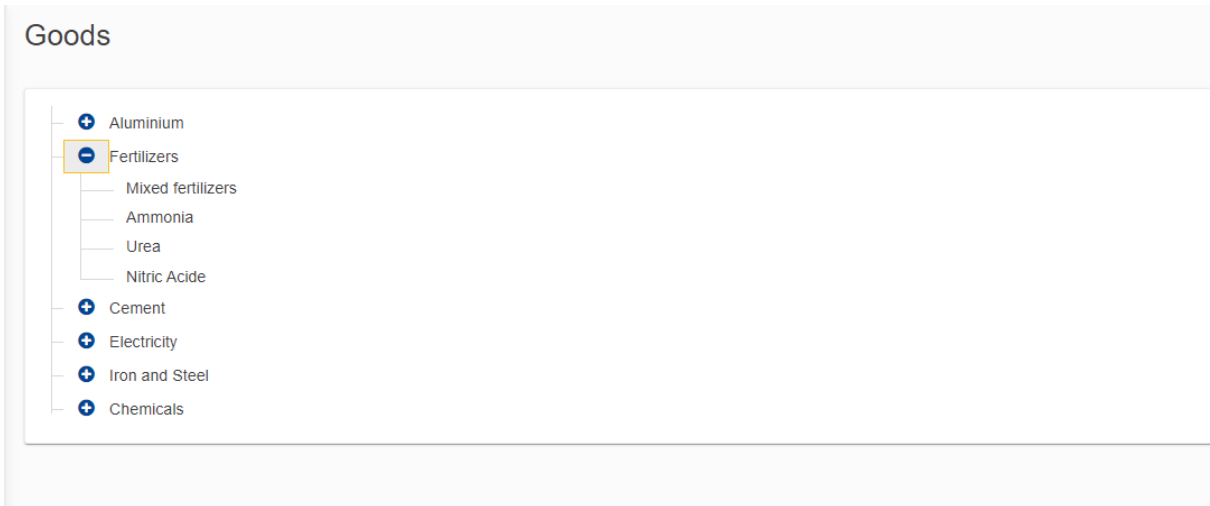 Goods
Aluminium
Fertilizers
Mixed fertilizers
Ammonia
Urea
Nitric Acide
Cement
Electricity
Iron and Steel
Chemicals